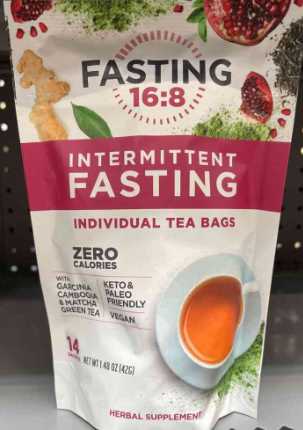 FASTING
16:8
INTERMITTENT
FASTING
INDIVIDUAL TEA BAGS
ZERO
CALORIES
WITH
GARCINIA
CAMBOGIA
& MATCHA
GREEN TEA
KETO &
PALEO
FRIENDLY
VEGAN
14
NET WT 1.48 OZ (42G)
HERBAL SUPPLEMENT